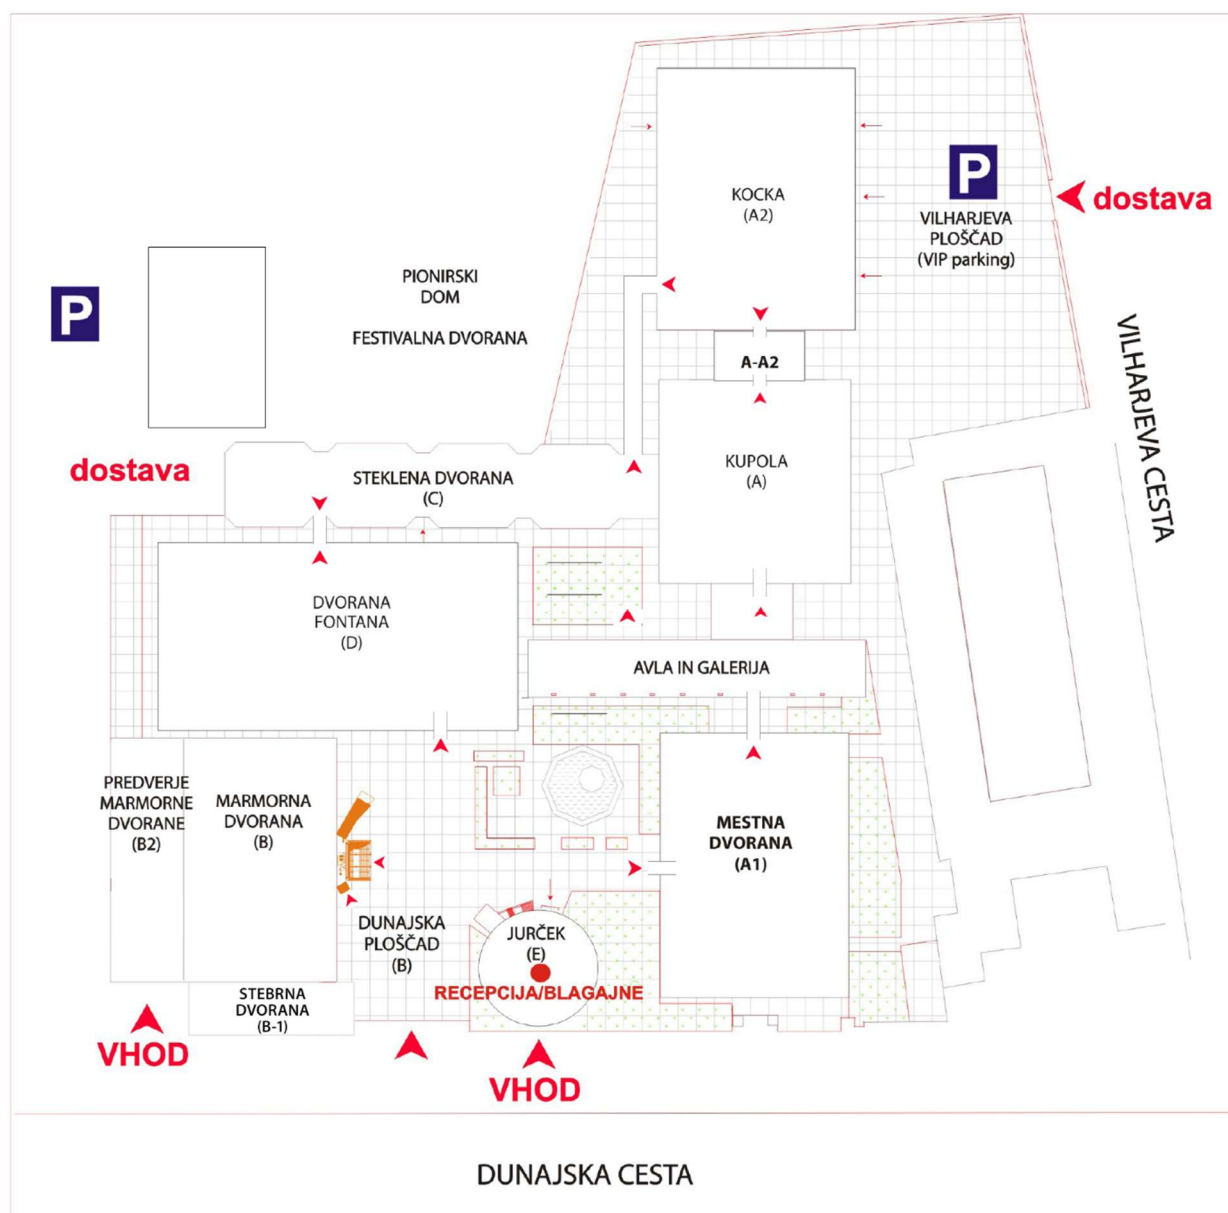 KOCKA
(A2)
P
VILHARJEVA
PLOŠČAD
(VIP parking)
dostava
P
PIONIRSKI
DOM
FESTIVALNA DVORANA
A-A2
VILHARJEVA CESTA
dostava
STEKLENA DVORANA
(C)
KUPOLA
(A)
DVORANA
FONTANA
(D)
AVLA IN GALERIJA
PREDVERJE
MARMORNE
DVORANE
(B2)
MARMORNA
DVORANA
(B)
MESTNA
DVORANA
(A1)
DUNAJSKA
PLOŠČAD
(B)
JURČEK
(E)
RECEPCIJA/BLAGAJNE
STEBRNA
DVORANA
(B-1)
VHOD
VHOD
DUNAJSKA CESTA